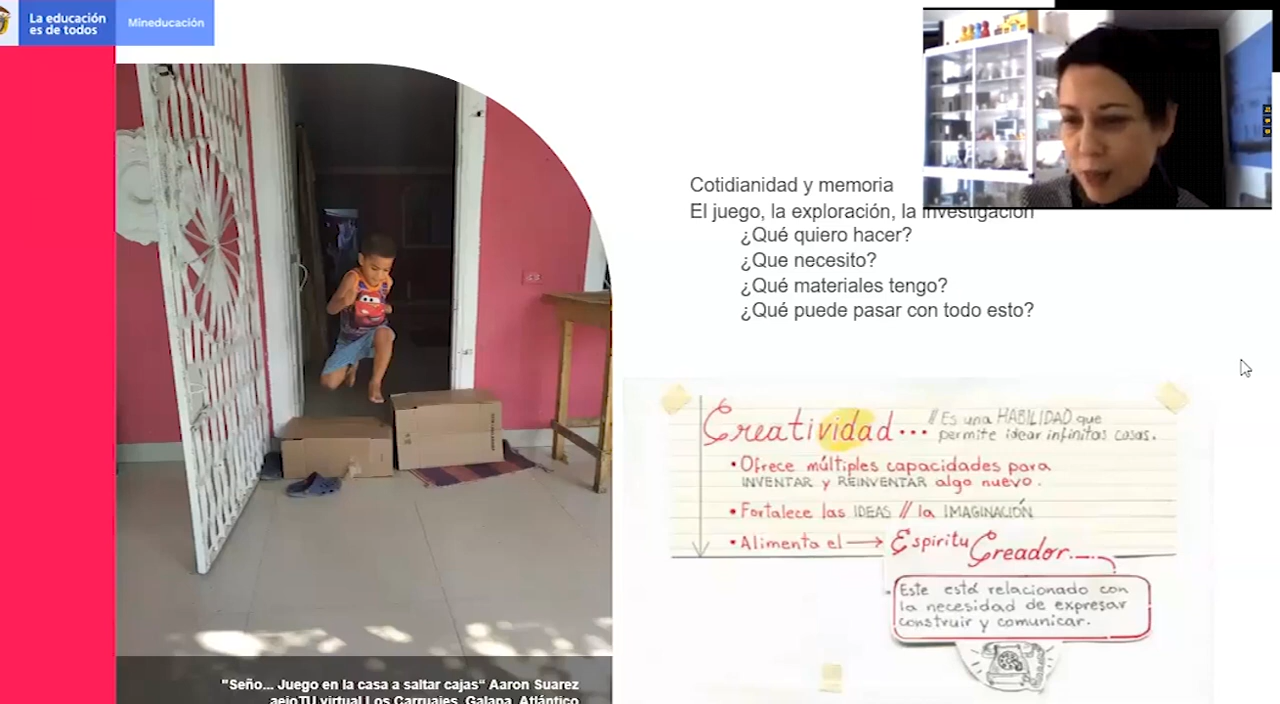 La educación
es de todos
Mineducación
Cotidianidad y memoria
El juego, la exploración, la investigación
¿Qué quiero hacer?
¿Que necesito?
¿Qué materiales tengo?
¿Qué puede pasar con todo esto?
Creatividad... // Es una HABILIDAD que
permite idear infinitas cosas.
• Ofrece múltiples capacidades para
INVENTAR y REINVENTAR algo nuevo.
• Fortalece las IDEAS // la IMAGINACIÓN
• Alimenta el → Espiritu Creador...
Este está relacionado con
la necesidad de expresar
construir y comunicar.
"Seño... Juego en la casa a saltar cajas" Aaron Suarez
aeioTU virtual Los Carruajes, Galapa, Atlántico